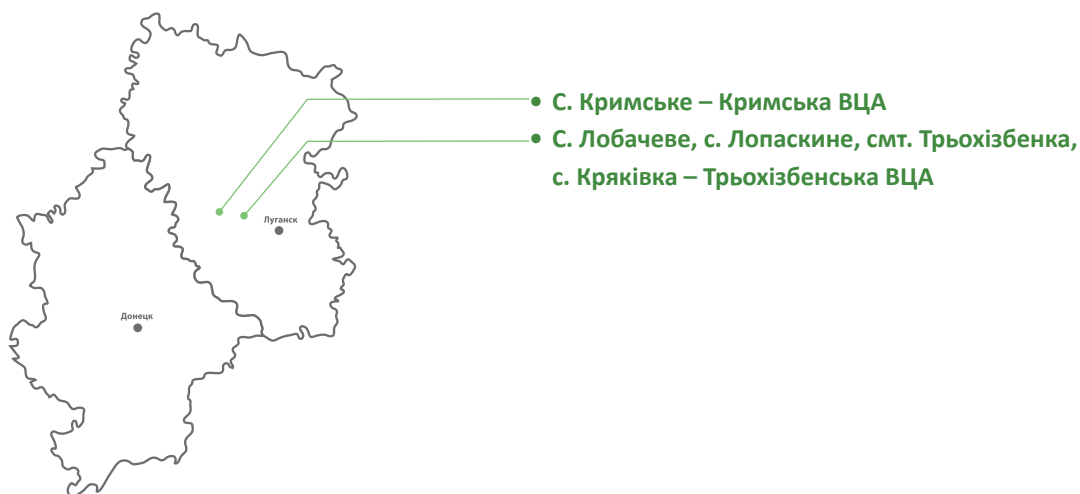 • С. Кримське – Кримська ВЦА
• С. Лобачеве, с. Лопаскине, смт. Трьохізбенка,
с. Кряківка – Трьохізбенська ВЦА
Луганск
Донецк